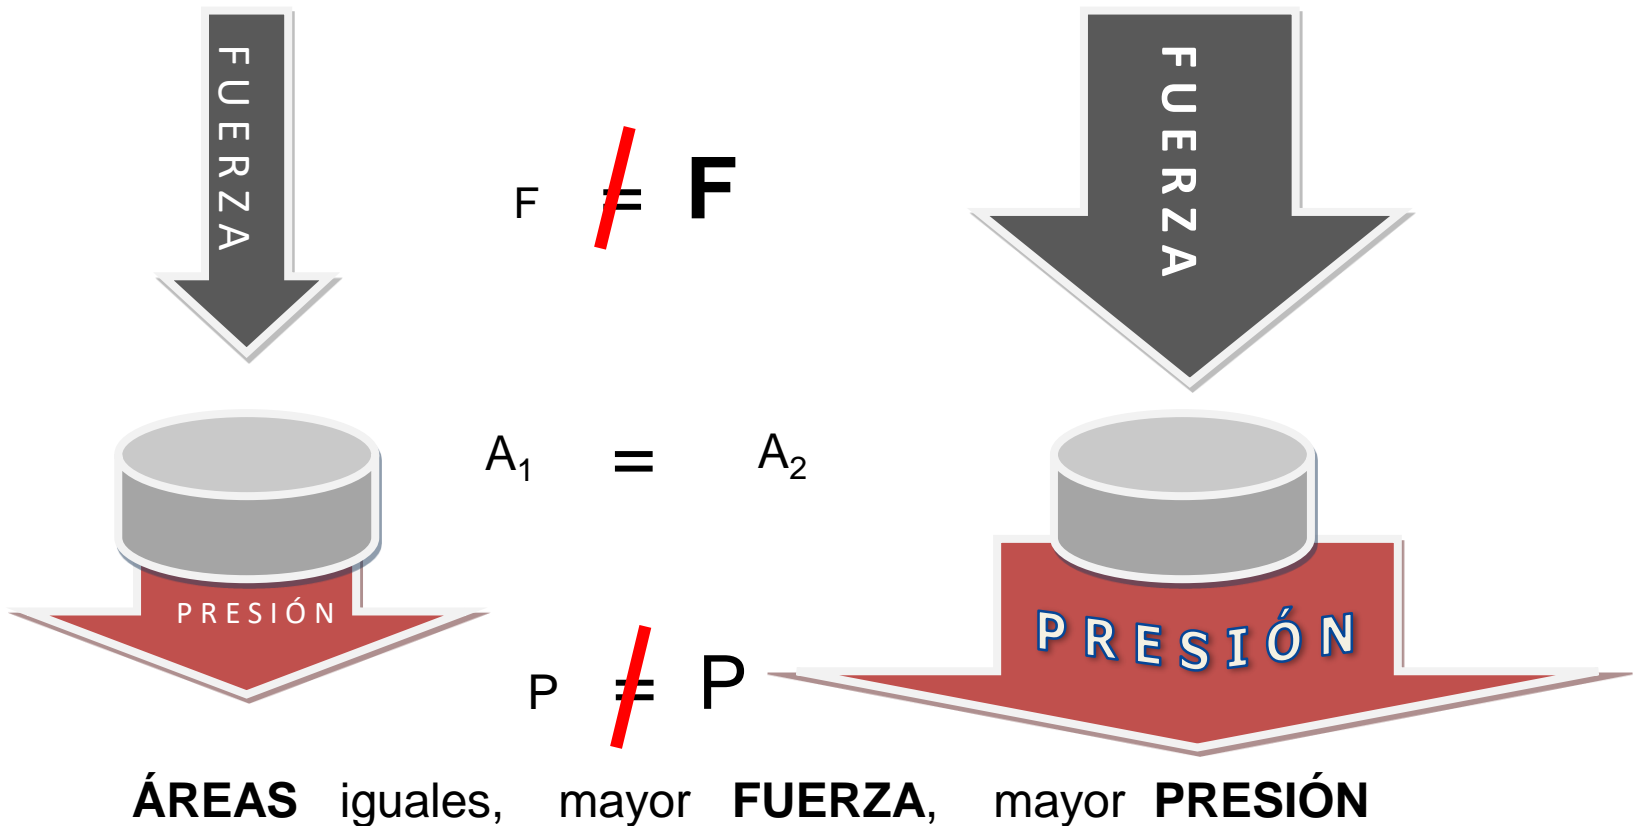 FUERZA
FUERZA
F ≠ F
A₁ = A₂
PRESIÓN
PRESIÓN
P ≠ P
ÁREAS iguales, mayor FUERZA, mayor PRESIÓN